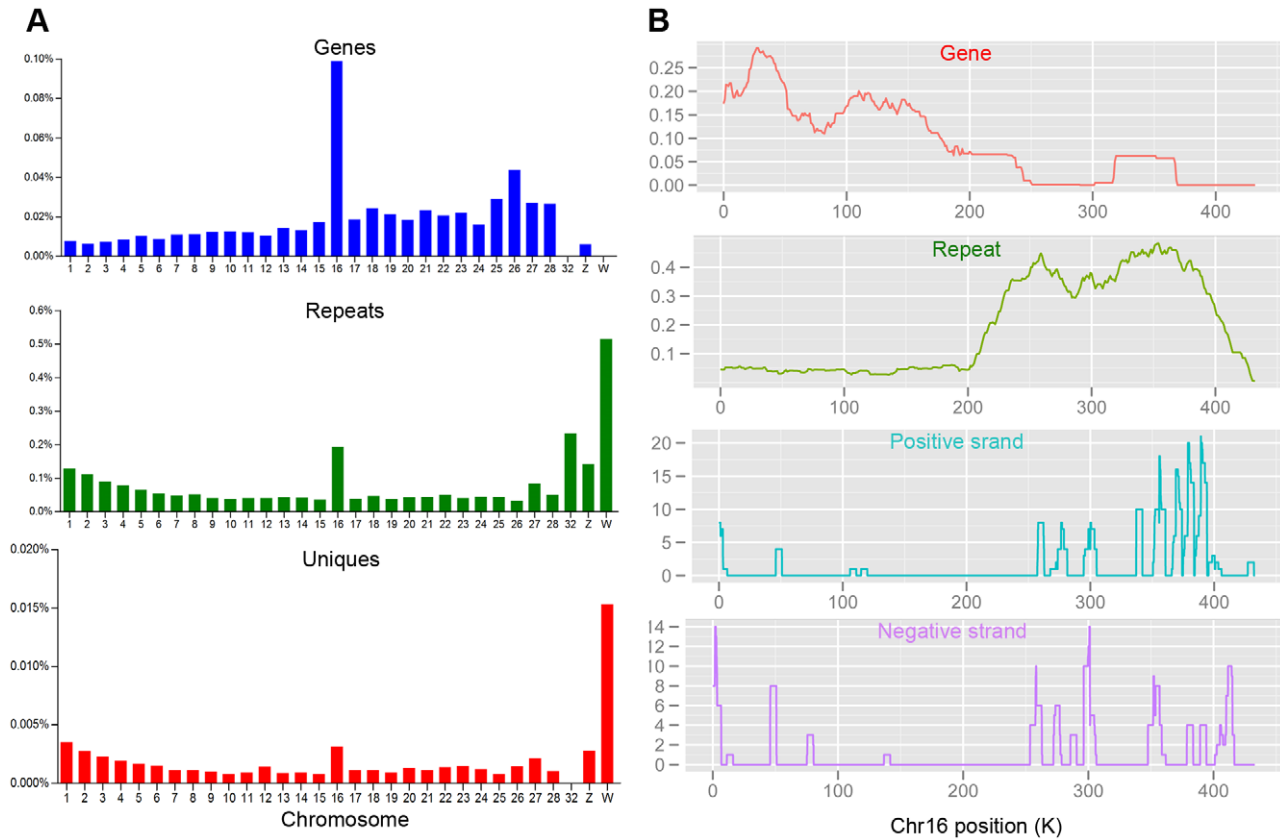 A
Genes
0.10%
0.08%
0.06%
0.04%
0.02%
0.00%
1 2 3 4 5 6 7 8 9 10 11 12 13 14 15 16 17 18 19 20 21 22 23 24 25 26 27 28 32 Z W
Repeats
0.6%
0.5%
0.4%
0.3%
0.2%
0.1%
0.0%
1 2 3 4 5 6 7 8 9 10 11 12 13 14 15 16 17 18 19 20 21 22 23 24 25 26 27 28 32 Z W
Uniques
0.020%
0.015%
0.010%
0.005%
0.000%
1 2 3 4 5 6 7 8 9 10 11 12 13 14 15 16 17 18 19 20 21 22 23 24 25 26 27 28 32 Z W
Chromosome
B
Gene
0.25
0.20
0.15
0.10
0.05
0.00
0 100 200 300 400
Repeat
0.4
0.3
0.2
0.1
0 100 200 300 400
Positive srand
20
15
10
5
0
0 100 200 300 400
Negative strand
14
12
10
8
6
4
2
0
0 100 200 300 400
Chr16 position (K)